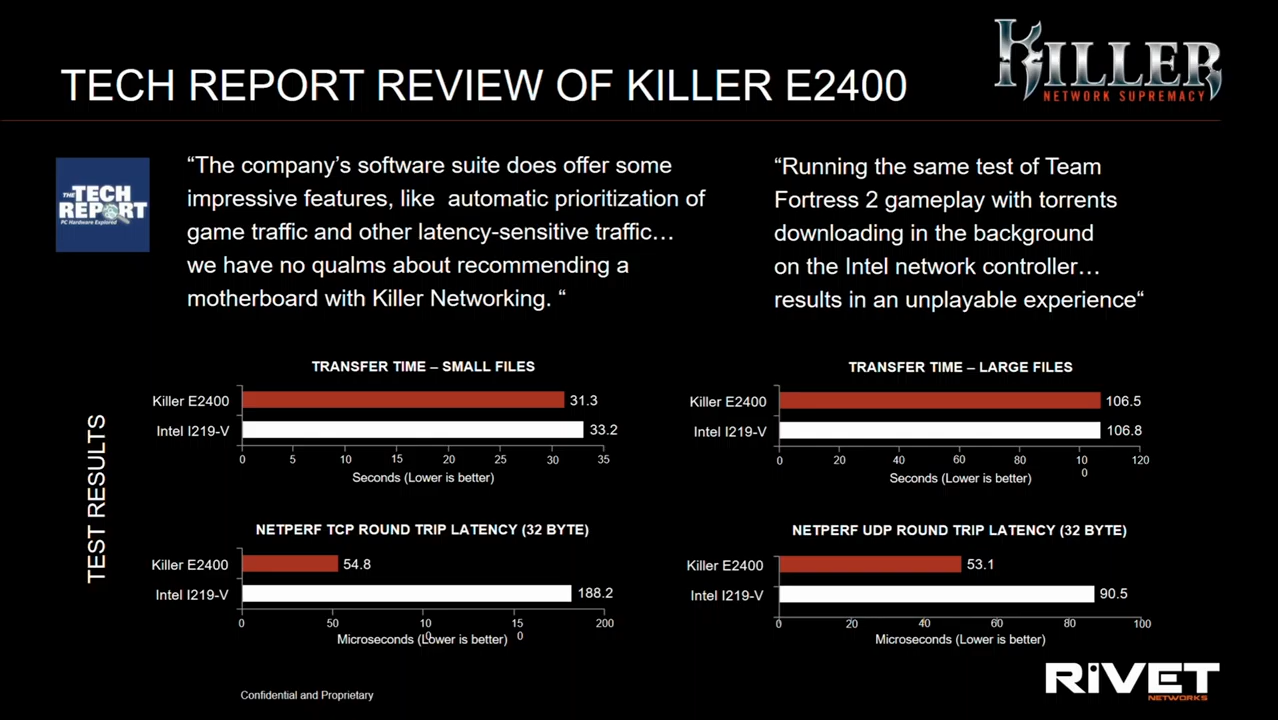 KILLER
NETWORK SUPREMACY
TECH REPORT REVIEW OF KILLER E2400
THE
TECH
REPORT
PC Hardware Explored
“The company’s software suite does offer some
impressive features, like  automatic prioritization of
game traffic and other latency-sensitive traffic…
we have no qualms about recommending a
motherboard with Killer Networking. “
“Running the same test of Team
Fortress 2 gameplay with torrents
downloading in the background
on the Intel network controller…
results in an unplayable experience“
TEST RESULTS
TRANSFER TIME – SMALL FILES
Killer E2400 31.3
Intel I219-V 33.2
0 5 10 15 20 25 30 35
Seconds (Lower is better)
TRANSFER TIME – LARGE FILES
Killer E2400 106.5
Intel I219-V 106.8
0 20 40 60 80 10 120
0
Seconds (Lower is better)
NETPERF TCP ROUND TRIP LATENCY (32 BYTE)
Killer E2400 54.8
Intel I219-V 188.2
0 50 10 15 200
0 0
Microseconds (Lower is better)
NETPERF UDP ROUND TRIP LATENCY (32 BYTE)
Killer E2400 53.1
Intel I219-V 90.5
0 20 40 60 80 100
Microseconds (Lower is better)
Confidential and Proprietary
RIVET
NETWORKS